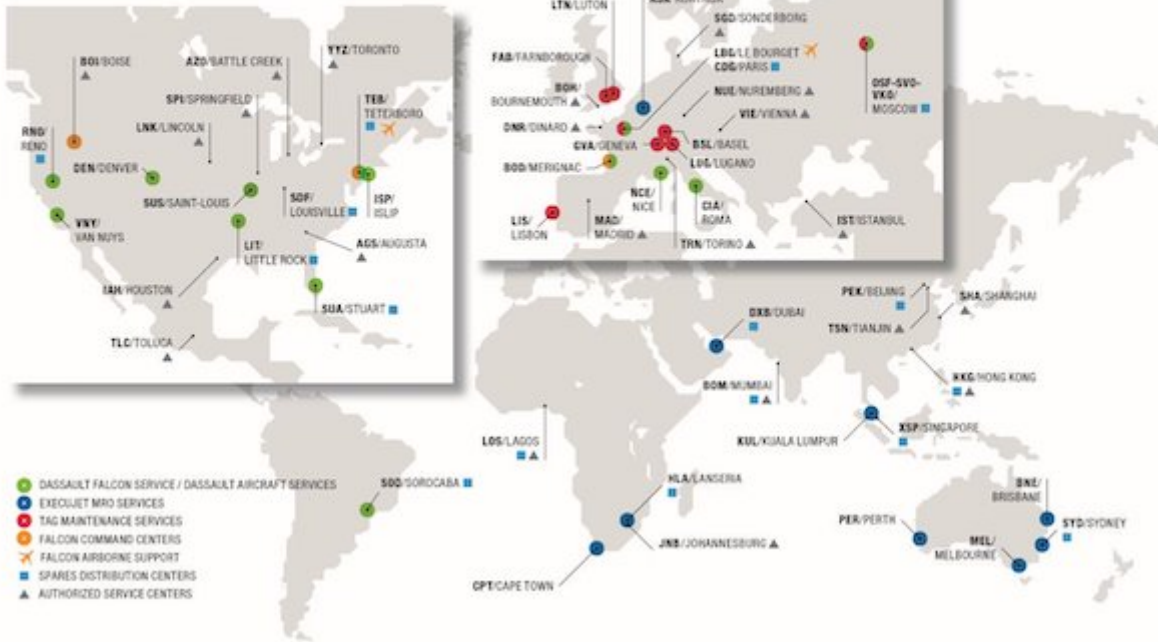 BOI/BOISE
AZO/BATTLE CREEK
YYZ/TORONTO
SPI/SPRINGFIELD
TEB/
TETERBORO
LNK/LINCOLN
RNO/
RENO
DEN/DENVER
SUS/SAINT-LOUIS
SDF/
LOUISVILLE
ISP/
ISLIP
VNY/
VAN NUYS
LIT/
LITTLE ROCK
AGS/AUGUSTA
IAH/HOUSTON
SUA/STUART
TLC/TOLUCA
LTN/LUTON
SGD/SONDERBORG
FAB/FARNBOROUGH
LBG/LE BOURGET
CDG/PARIS
BOH/
BOURNEMOUTH
NUE/NUREMBERG
OSF-SVO-
VKO/
MOSCOW
DNR/DINARD
VIE/VIENNA
GVA/GENEVA
BSL/BASEL
BOD/MERIGNAC
LUG/LUGANO
NCE/
NICE
CIA/
ROMA
LIS/
LISBON
MAD/
MADRID
TRN/TORINO
IST/ISTANBUL
PEK/BEIJING
SHA/SHANGHAI
DXB/DUBAI
TSN/TIANJIN
BOM/MUMBAI
HKG/HONG KONG
LOS/LAGOS
KUL/KUALA LUMPUR
XSP/SINGAPORE
SOD/SOROCABA
HLA/LANSERIA
BNE/
BRISBANE
PER/PERTH
SYD/SYDNEY
MEL/
MELBOURNE
JNB/JOHANNESBURG
CPT/CAPE TOWN
DASSAULT FALCON SERVICE / DASSAULT AIRCRAFT SERVICES
EXECUJET MRO SERVICES
TAG MAINTENANCE SERVICES
FALCON COMMAND CENTERS
FALCON AIRBORNE SUPPORT
SPARES DISTRIBUTION CENTERS
AUTHORIZED SERVICE CENTERS